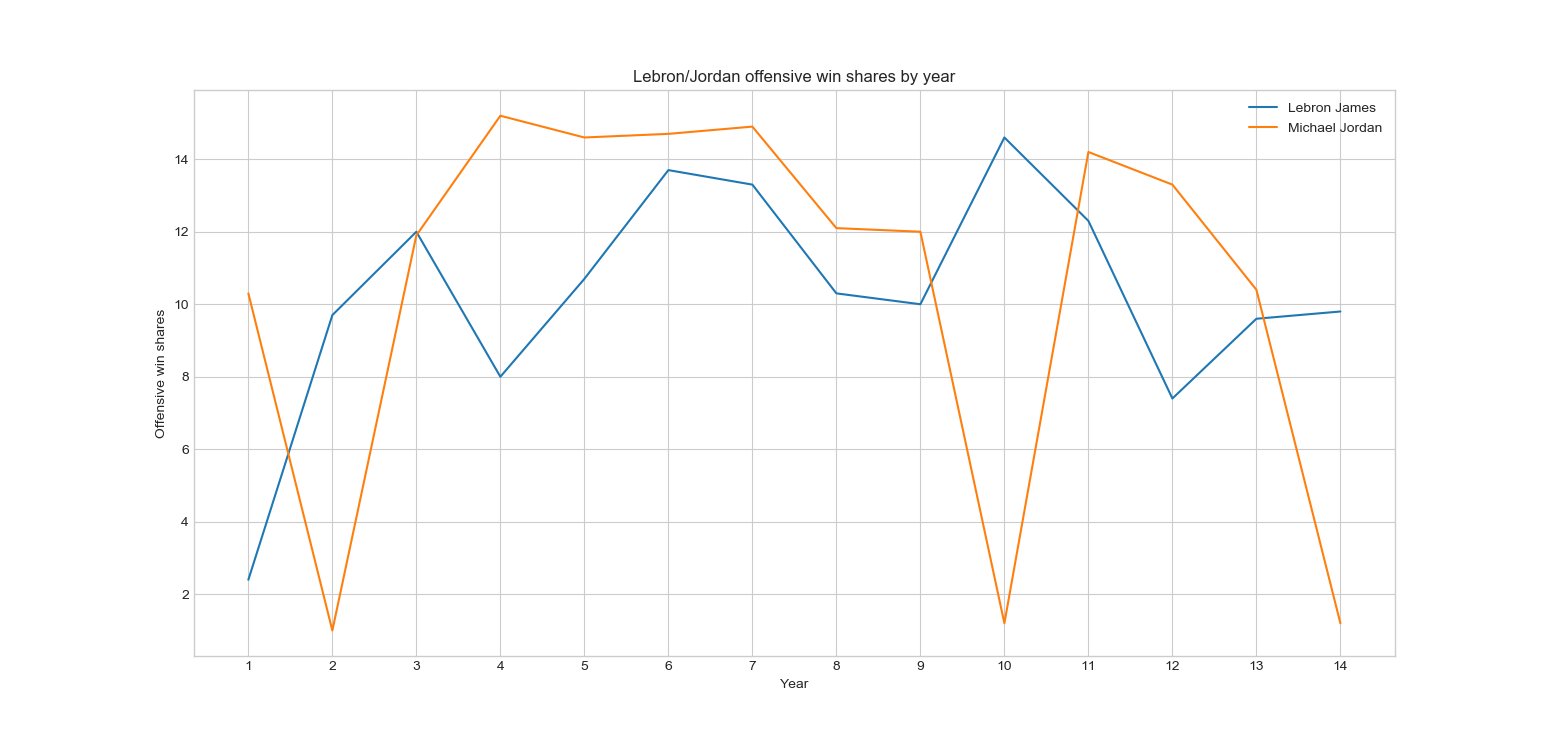 Lebron/Jordan offensive win shares by year
Lebron James
Michael Jordan
14
12
10
8
6
4
2
Offensive win shares
1 2 3 4 5 6 7 8 9 10 11 12 13 14
Year